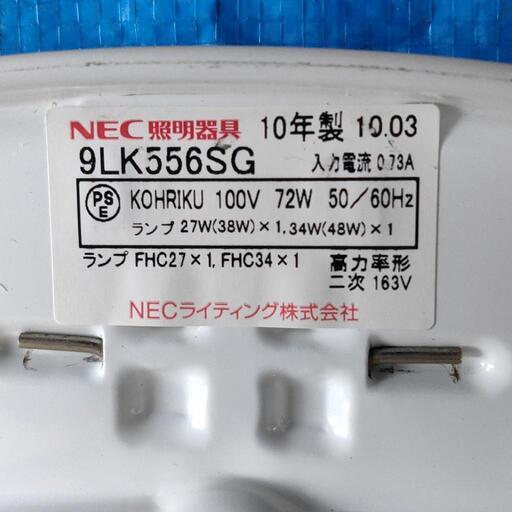 NEC照明器具 10年製 10.03
9LK556SG 入力電流 0.73A
PS E KOHRIKU 100V 72W 50/60Hz
ランプ 27W(38W)×1, 34W(48W)×1
ランプ FHC27×1, FHC34×1 高力率形
二次 163V
NECライティング株式会社